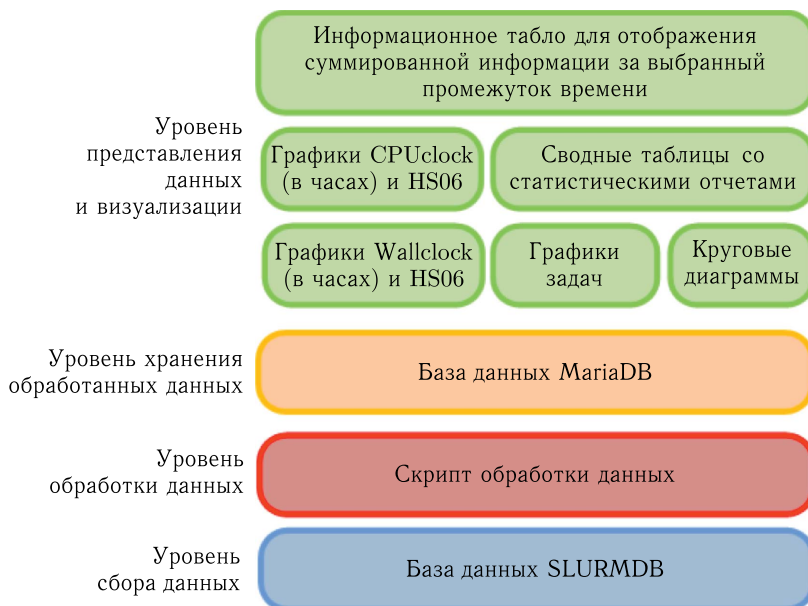 Информационное табло для отображения
суммированной информации за выбранный
промежуток времени
Уровень
представления
данных
и визуализации
Графики CPUclock
(в часах) и HS06
Сводные таблицы со
статистическими отчетами
Графики Wallclock
(в часах) и HS06
Графики
задач
Круговые
диаграммы
Уровень хранения
обработанных данных
База данных MariaDB
Уровень
обработки данных
Скрипт обработки данных
Уровень
сбора данных
База данных SLURMDB